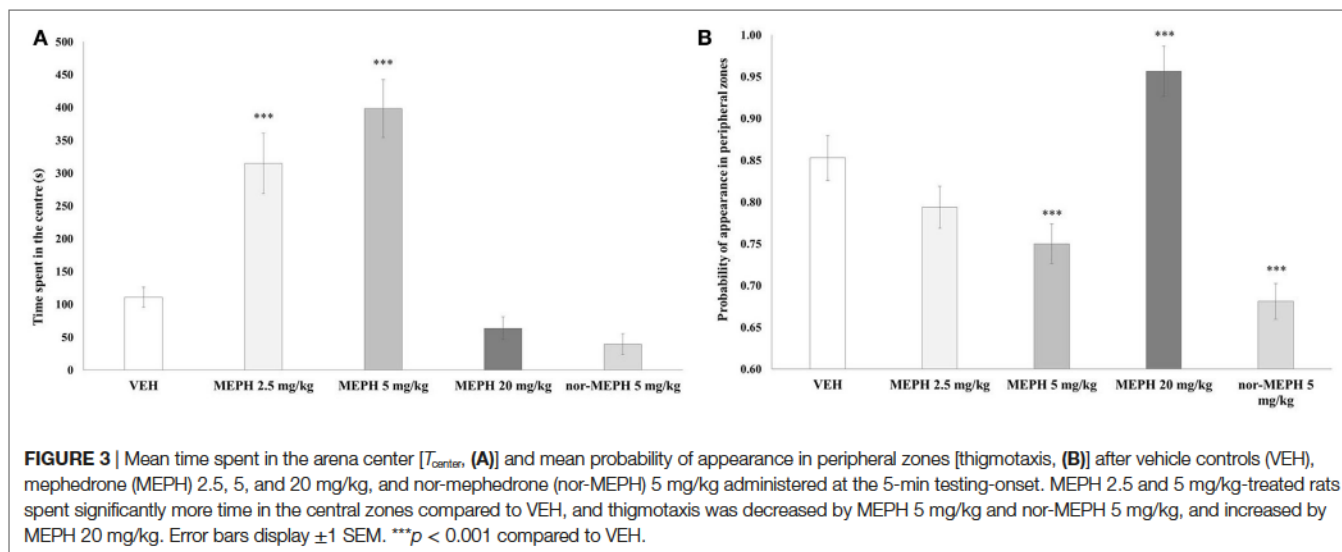 A
500
450
400
350
300
250
200
150
100
50
0
Time spent in the centre (s)
***
***
VEH
MEPH 2.5 mg/kg
MEPH 5 mg/kg
MEPH 20 mg/kg
nor-MEPH 5 mg/kg
B
1.00
0.95
0.90
0.85
0.80
0.75
0.70
0.65
0.60
Probability of appearance in peripheral zones
***
***
***
VEH
MEPH 2.5 mg/kg
MEPH 5 mg/kg
MEPH 20 mg/kg
nor-MEPH 5
mg/kg
FIGURE 3 | Mean time spent in the arena center [Tcenter, (A)] and mean probability of appearance in peripheral zones [thigmotaxis, (B)] after vehicle controls (VEH),
mephedrone (MEPH) 2.5, 5, and 20 mg/kg, and nor-mephedrone (nor-MEPH) 5 mg/kg administered at the 5-min testing-onset. MEPH 2.5 and 5 mg/kg-treated rats
spent significantly more time in the central zones compared to VEH, and thigmotaxis was decreased by MEPH 5 mg/kg and nor-MEPH 5 mg/kg, and increased by
MEPH 20 mg/kg. Error bars display ±1 SEM. ***p < 0.001 compared to VEH.